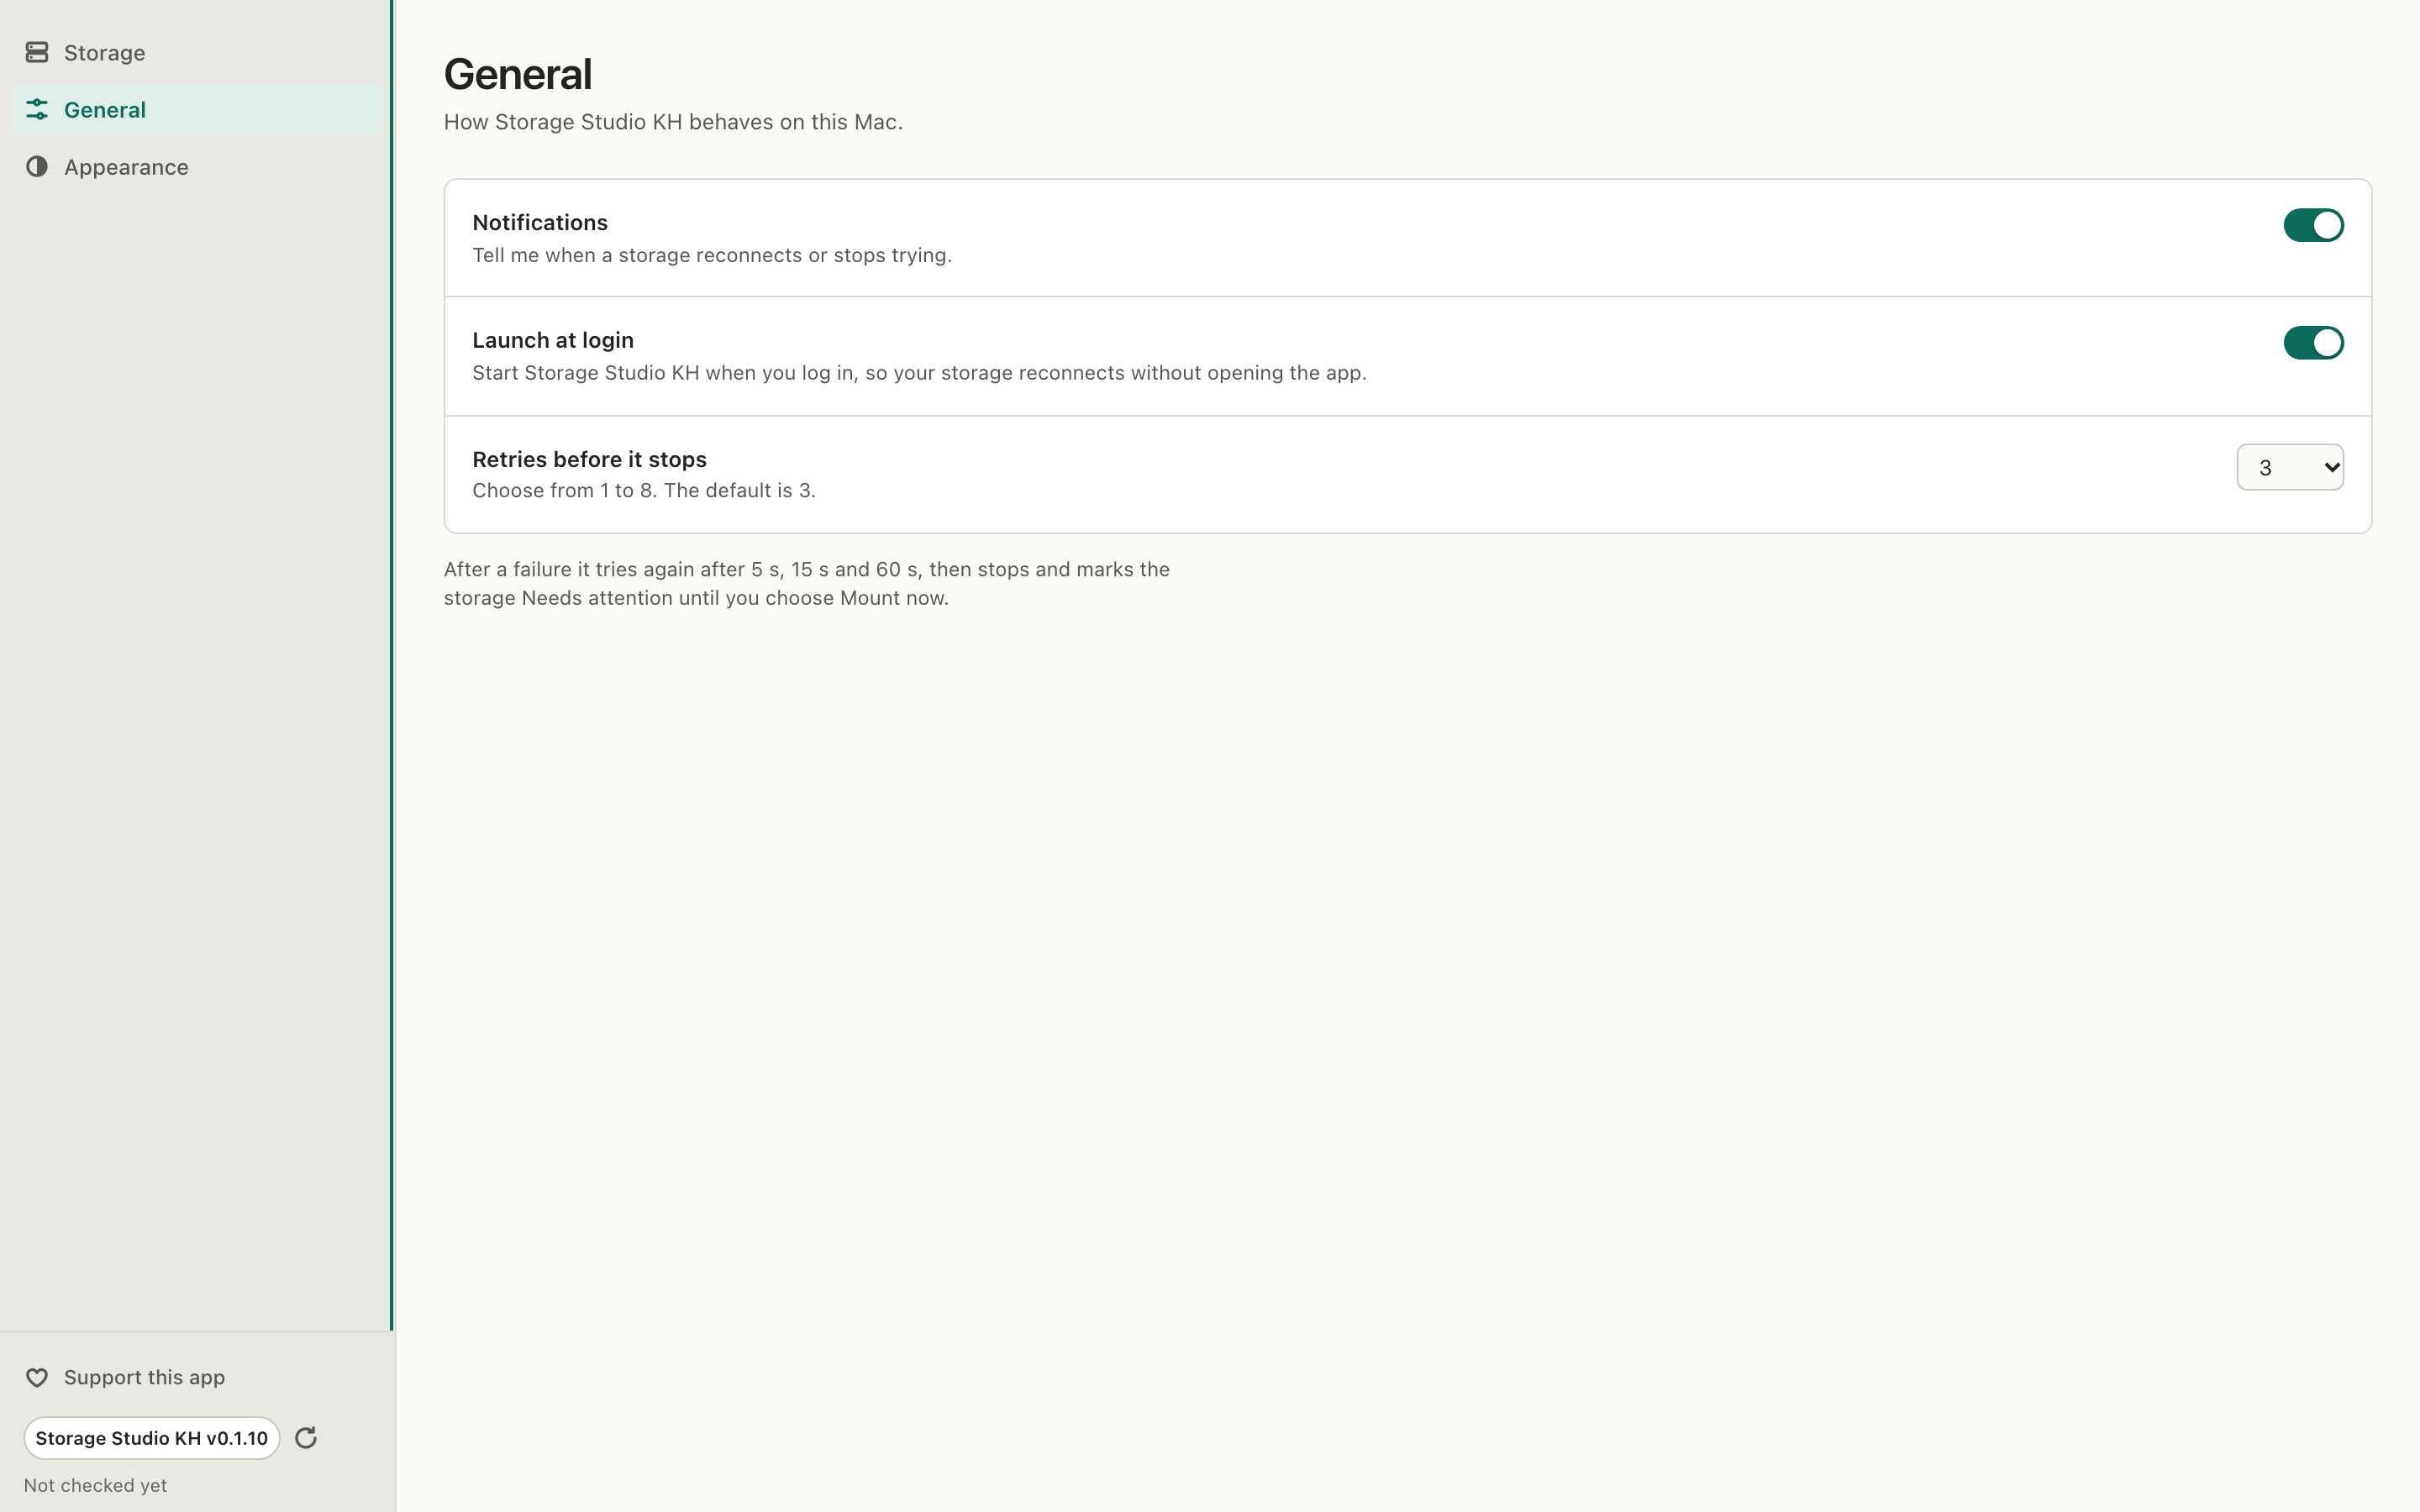 Storage
General
Appearance
General
How Storage Studio KH behaves on this Mac.
Notifications
Tell me when a storage reconnects or stops trying.
Launch at login
Start Storage Studio KH when you log in, so your storage reconnects without opening the app.
Retries before it stops
Choose from 1 to 8. The default is 3.
3
After a failure it tries again after 5 s, 15 s and 60 s, then stops and marks the
storage Needs attention until you choose Mount now.
Support this app
Storage Studio KH v0.1.10
Not checked yet